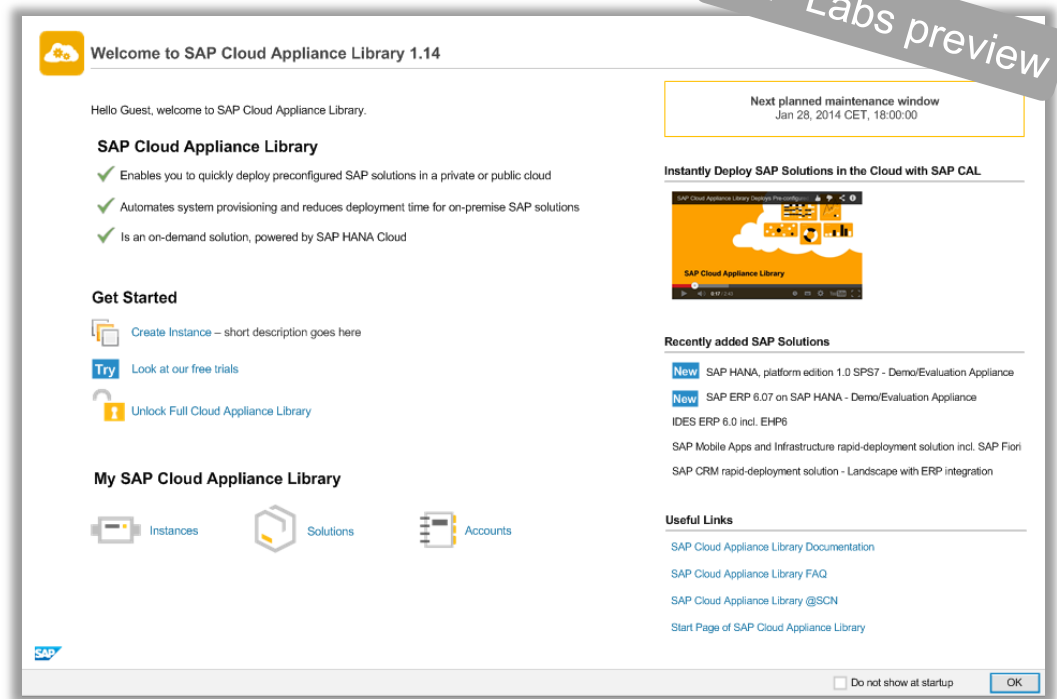 Labs preview
Welcome to SAP Cloud Appliance Library 1.14
Hello Guest, welcome to SAP Cloud Appliance Library.
SAP Cloud Appliance Library
Enables you to quickly deploy preconfigured SAP solutions in a private or public cloud
Automates system provisioning and reduces deployment time for on-premise SAP solutions
Is an on-demand solution, powered by SAP HANA Cloud
Get Started
Create Instance – short description goes here
Try Look at our free trials
Unlock Full Cloud Appliance Library
My SAP Cloud Appliance Library
Instances
Solutions
Accounts
Next planned maintenance window
Jan 28, 2014 CET, 18:00:00
Instantly Deploy SAP Solutions in the Cloud with SAP CAL
SAP Cloud Appliance Library Deploys Pre-configu
SAP Cloud Appliance Library
Recently added SAP Solutions
New SAP HANA, platform edition 1.0 SPS7 - Demo/Evaluation Appliance
New SAP ERP 6.07 on SAP HANA - Demo/Evaluation Appliance
IDES ERP 6.0 incl. EHP6
SAP Mobile Apps and Infrastructure rapid-deployment solution incl. SAP Fiori
SAP CRM rapid-deployment solution - Landscape with ERP integration
Useful Links
SAP Cloud Appliance Library Documentation
SAP Cloud Appliance Library FAQ
SAP Cloud Appliance Library @SCN
Start Page of SAP Cloud Appliance Library
SAP
Do not show at startup
OK